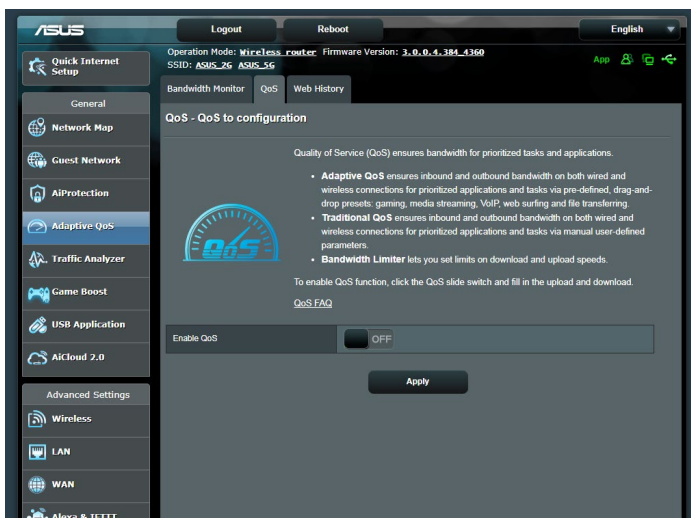 ASUS
Logout
Reboot
English
Quick Internet
Setup
Operation Mode: Wireless router Firmware Version: 3.0.0.4.384_4360
SSID: ASUS_2G ASUS_5G
App
General
Network Map
Guest Network
AiProtection
Adaptive QoS
Traffic Analyzer
Game Boost
USB Application
AiCloud 2.0
Advanced Settings
Wireless
LAN
WAN
Alexa & IFTTT
Bandwidth Monitor QoS Web History
QoS - QoS to configuration
QoS
Quality of Service (QoS) ensures bandwidth for prioritized tasks and applications.
• Adaptive QoS ensures inbound and outbound bandwidth on both wired and
wireless connections for prioritized applications and tasks via pre-defined, drag-and-
drop presets: gaming, media streaming, VoIP, web surfing and file transferring.
• Traditional QoS ensures inbound and outbound bandwidth on both wired and
wireless connections for prioritized applications and tasks via manual user-defined
parameters.
• Bandwidth Limiter lets you set limits on download and upload speeds.
To enable QoS function, click the QoS slide switch and fill in the upload and download.
QoS FAQ
Enable QoS
OFF
Apply